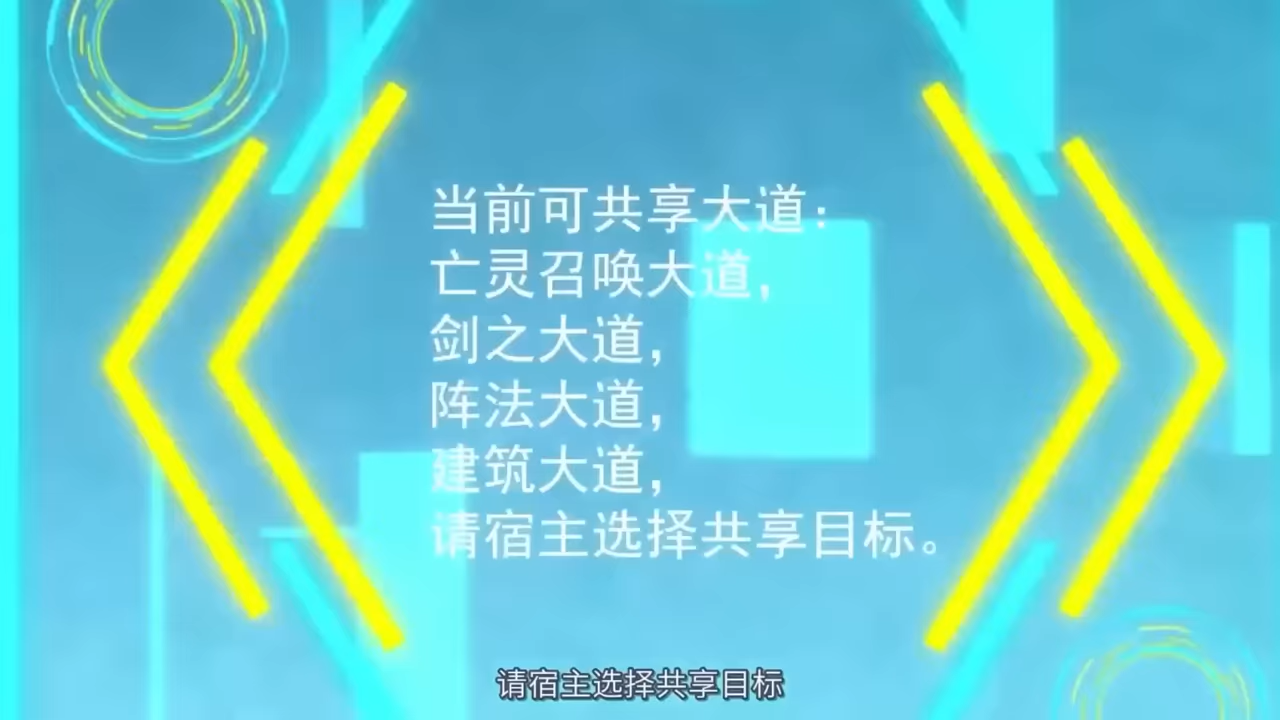 当前可共享大道：
亡灵召唤大道，
剑之大道，
阵法大道，
建筑大道，
请宿主选择共享目标。
请宿主选择共享目标